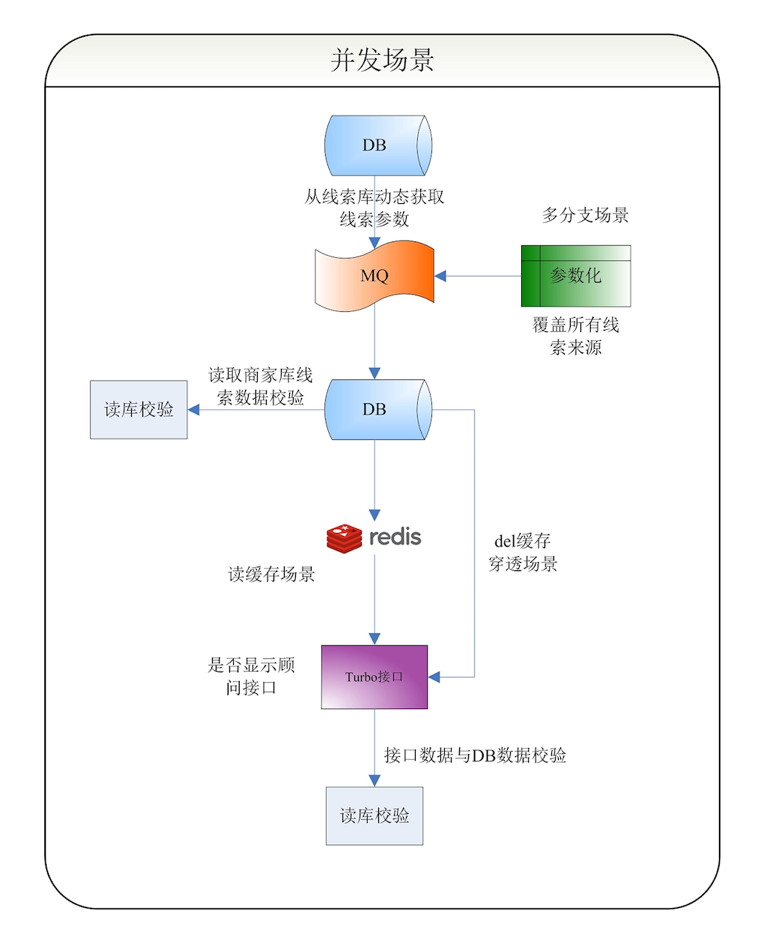 并发场景
DB
从线索库动态获取
线索参数
多分支场景
MQ
参数化
覆盖所有线
索来源
读取商家库线
索数据校验
读库校验
DB
redis
del缓存
穿透场景
读缓存场景
是否显示顾
问接口
Turbo接口
接口数据与DB数据校验
读库校验